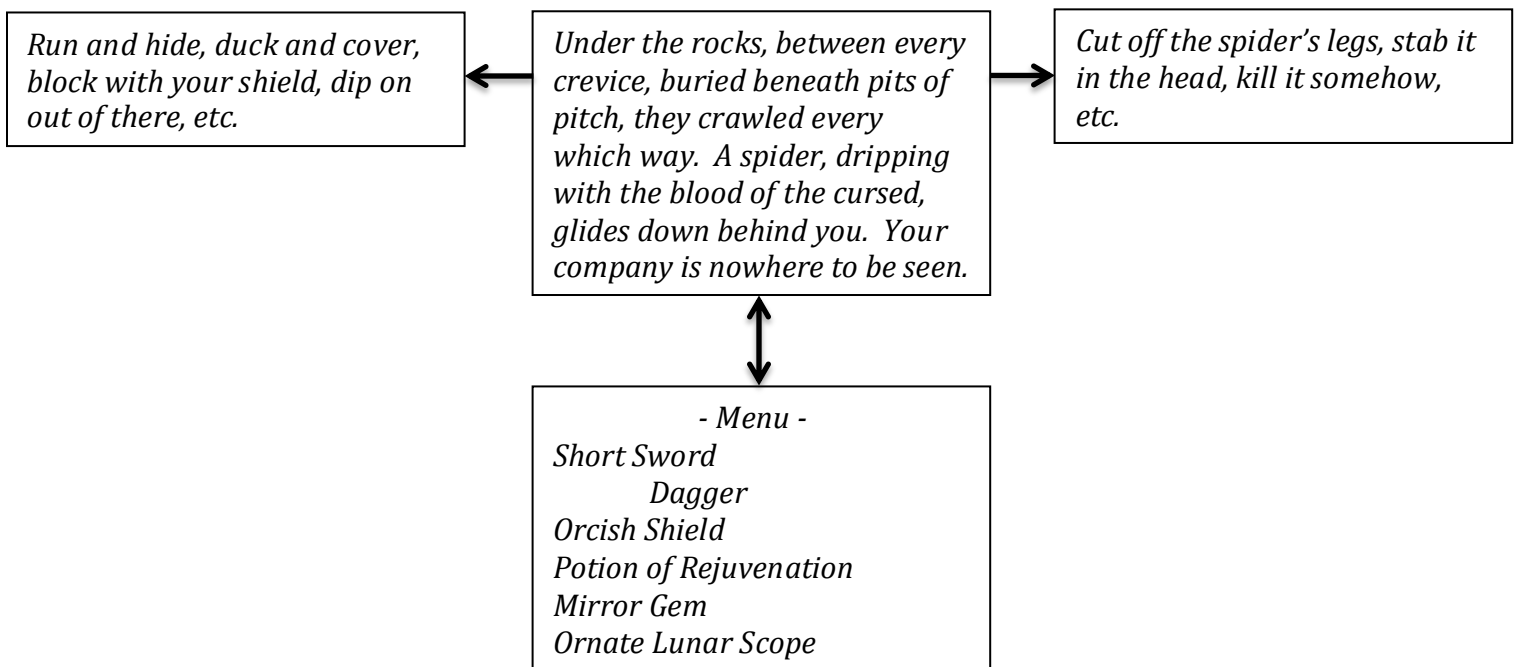 Run and hide, duck and cover,
block with your shield, dip on
out of there, etc.
Under the rocks, between every
crevice, buried beneath pits of
pitch, they crawled every
which way.  A spider, dripping
with the blood of the cursed,
glides down behind you.  Your
company is nowhere to be seen.
Cut off the spider’s legs, stab it
in the head, kill it somehow,
etc.
- Menu -
Short Sword
Dagger
Orcish Shield
Potion of Rejuvenation
Mirror Gem
Ornate Lunar Scope